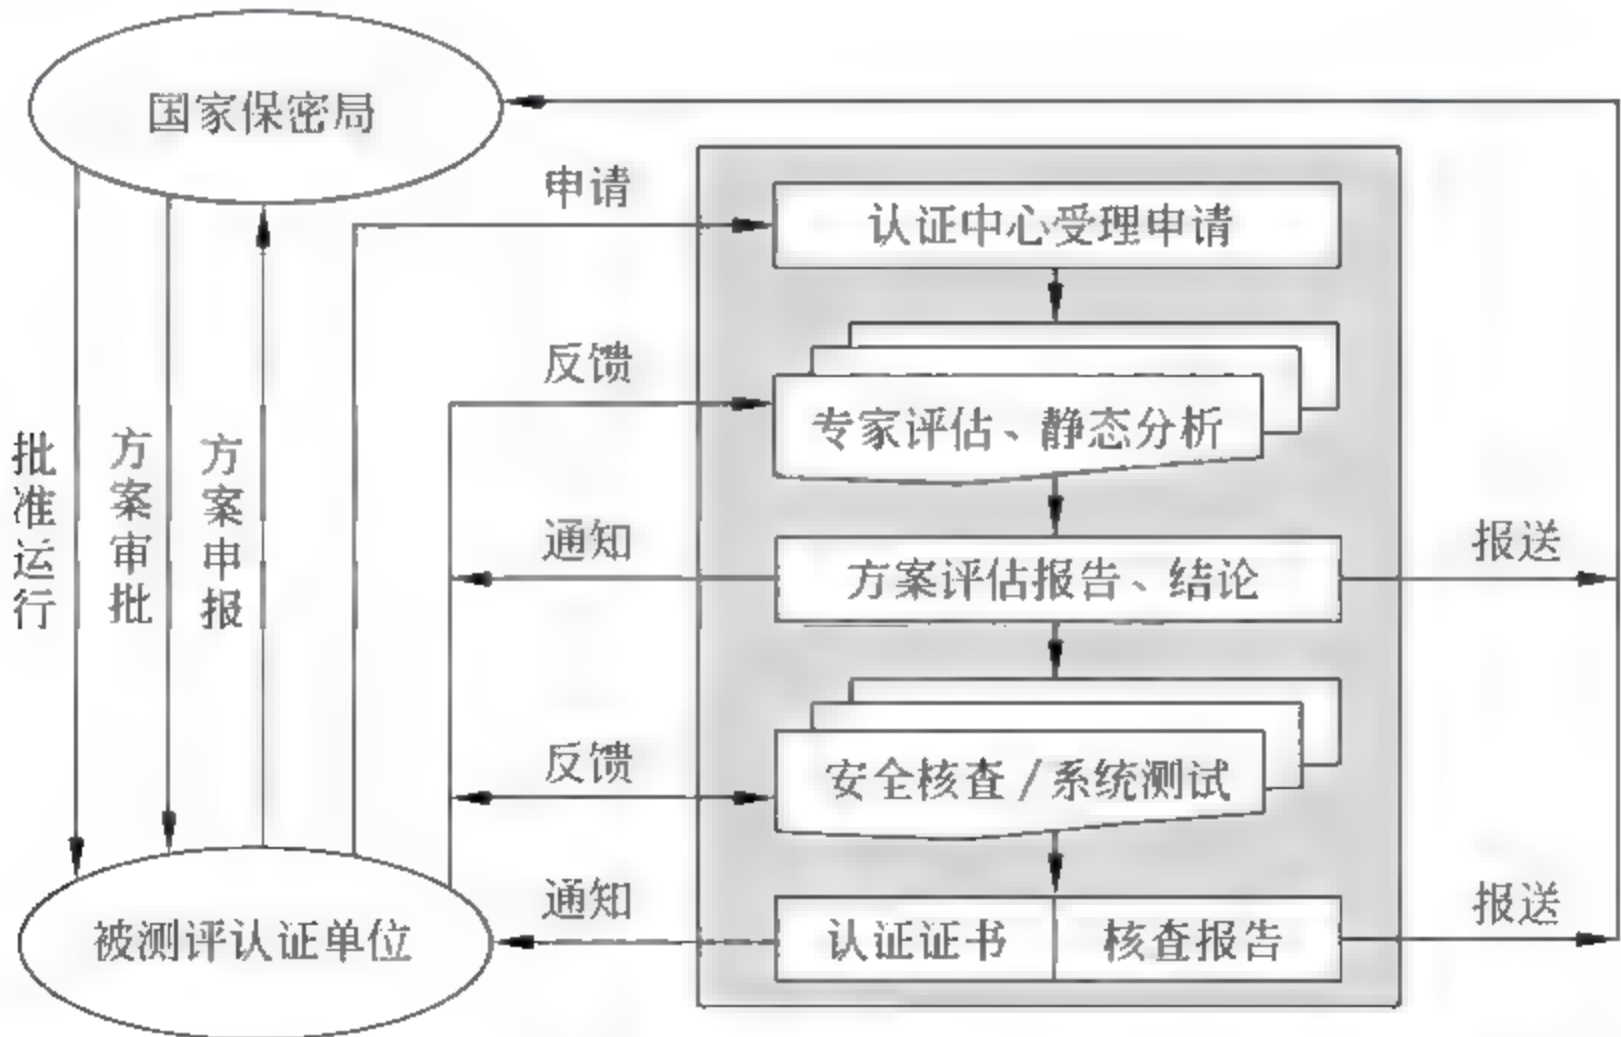 国家保密局
申请
认证中心受理申请
反馈
专家评估、静态分析
批准运行
方案审批
方案申报
通知
方案评估报告、结论
报送
反馈
安全核查/系统测试
通知
被测评认证单位
认证证书
核查报告
报送